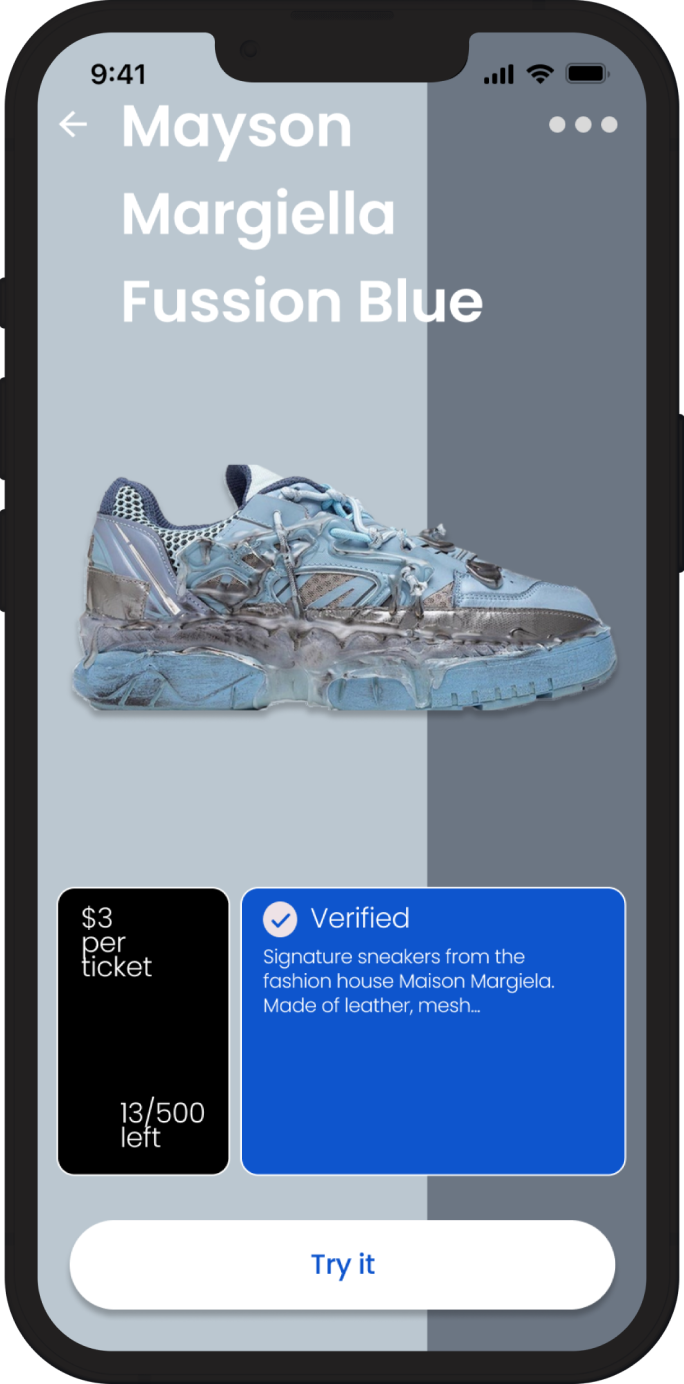 9:41
Mayson
Margiella
Fussion Blue
$3
per
ticket
13/500
left
Verified
Signature sneakers from the
fashion house Maison Margiela.
Made of leather, mesh...
Try it